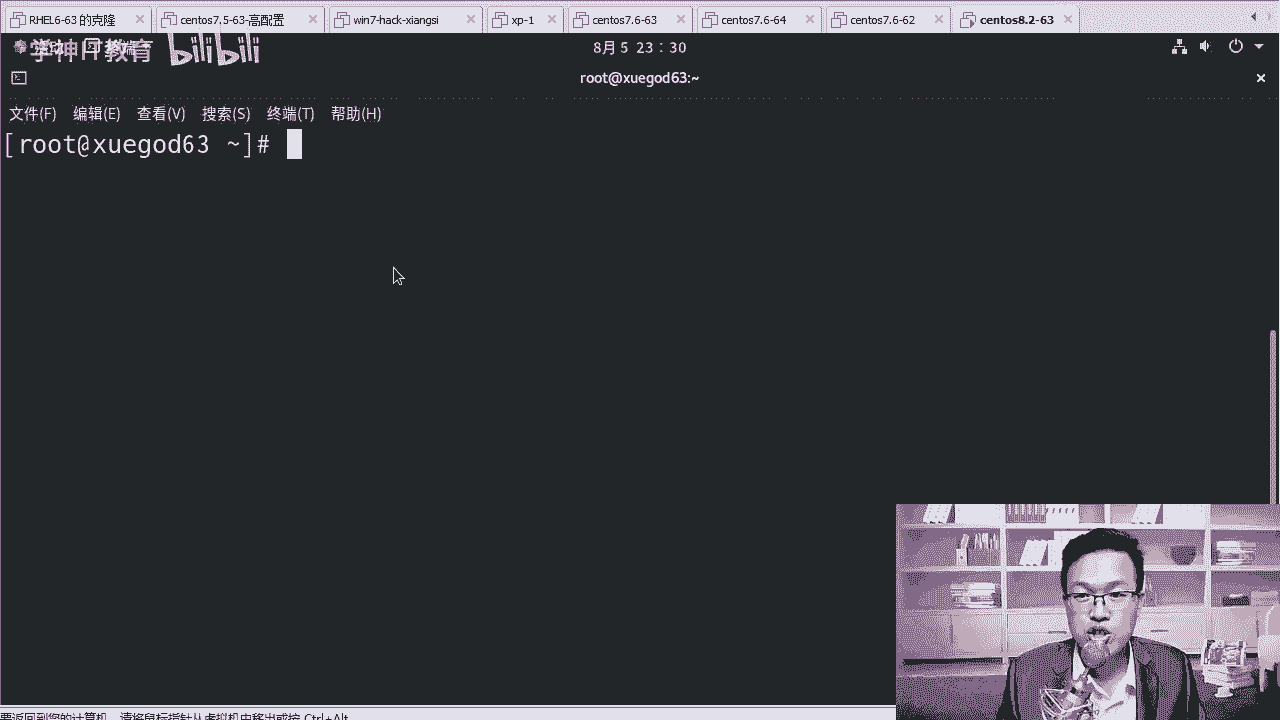 RHEL6-63 的克隆
centos7.5-63-高配置
win7-hack-xiangsi
xp-1
centos7.6-63
centos7.6-64
centos7.6-62
centos8.2-63
学神IT教育 bilibili
8月 5 23：30
root@xuegod63:~
文件(F) 编辑(E) 查看(V) 搜索(S) 终端(T) 帮助(H)
[root@xuegod63 ~]#
要返回到您的计算机，请将鼠标指针从虚拟机中移出或按 Ctrl+Alt